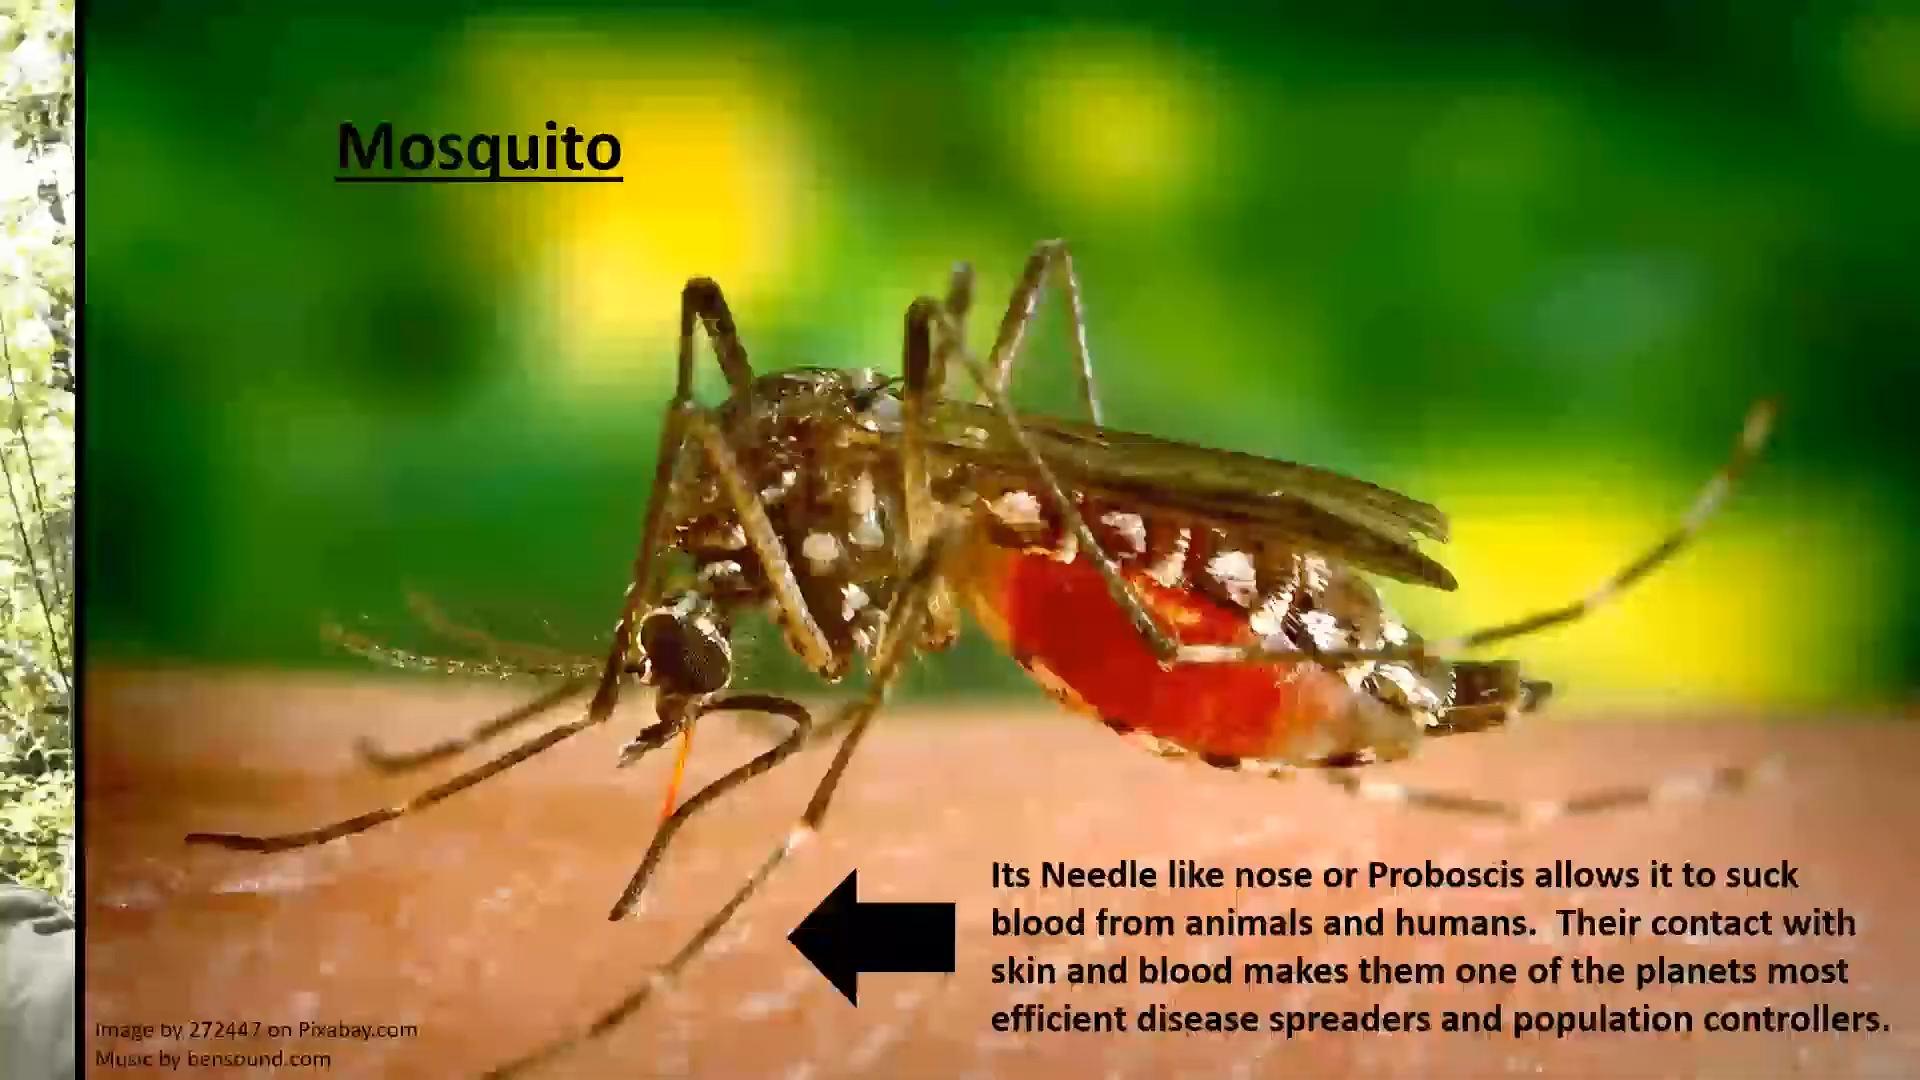 Mosquito
Its Needle like nose or Proboscis allows it to suck
blood from animals and humans. Their contact with
skin and blood makes them one of the planets most
efficient disease spreaders and population controllers.
Image by 272447 on Pixabay.com
Music by bensound.com